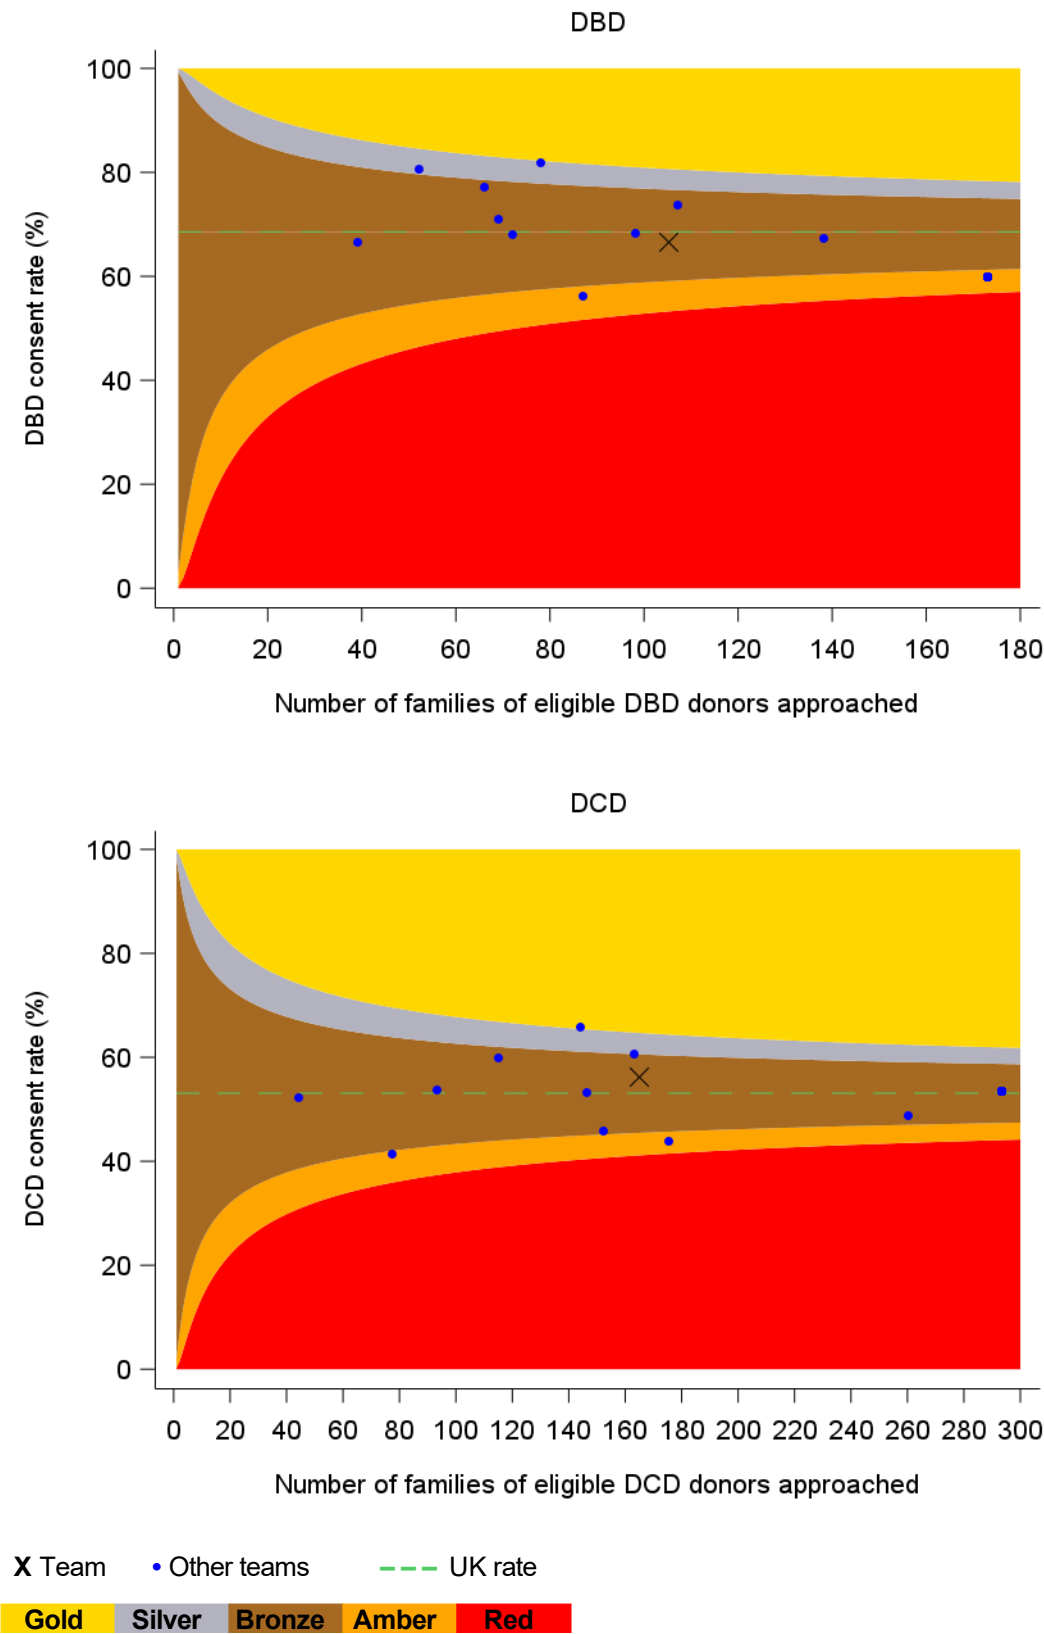 DBD
100
80
60
40
20
0
DBD consent rate (%)
0 20 40 60 80 100 120 140 160 180
Number of families of eligible DBD donors approached
DCD
100
80
60
40
20
0
DCD consent rate (%)
0 20 40 60 80 100 120 140 160 180 200 220 240 260 280 300
Number of families of eligible DCD donors approached
X Team Other teams UK rate
Gold Silver Bronze Amber Red